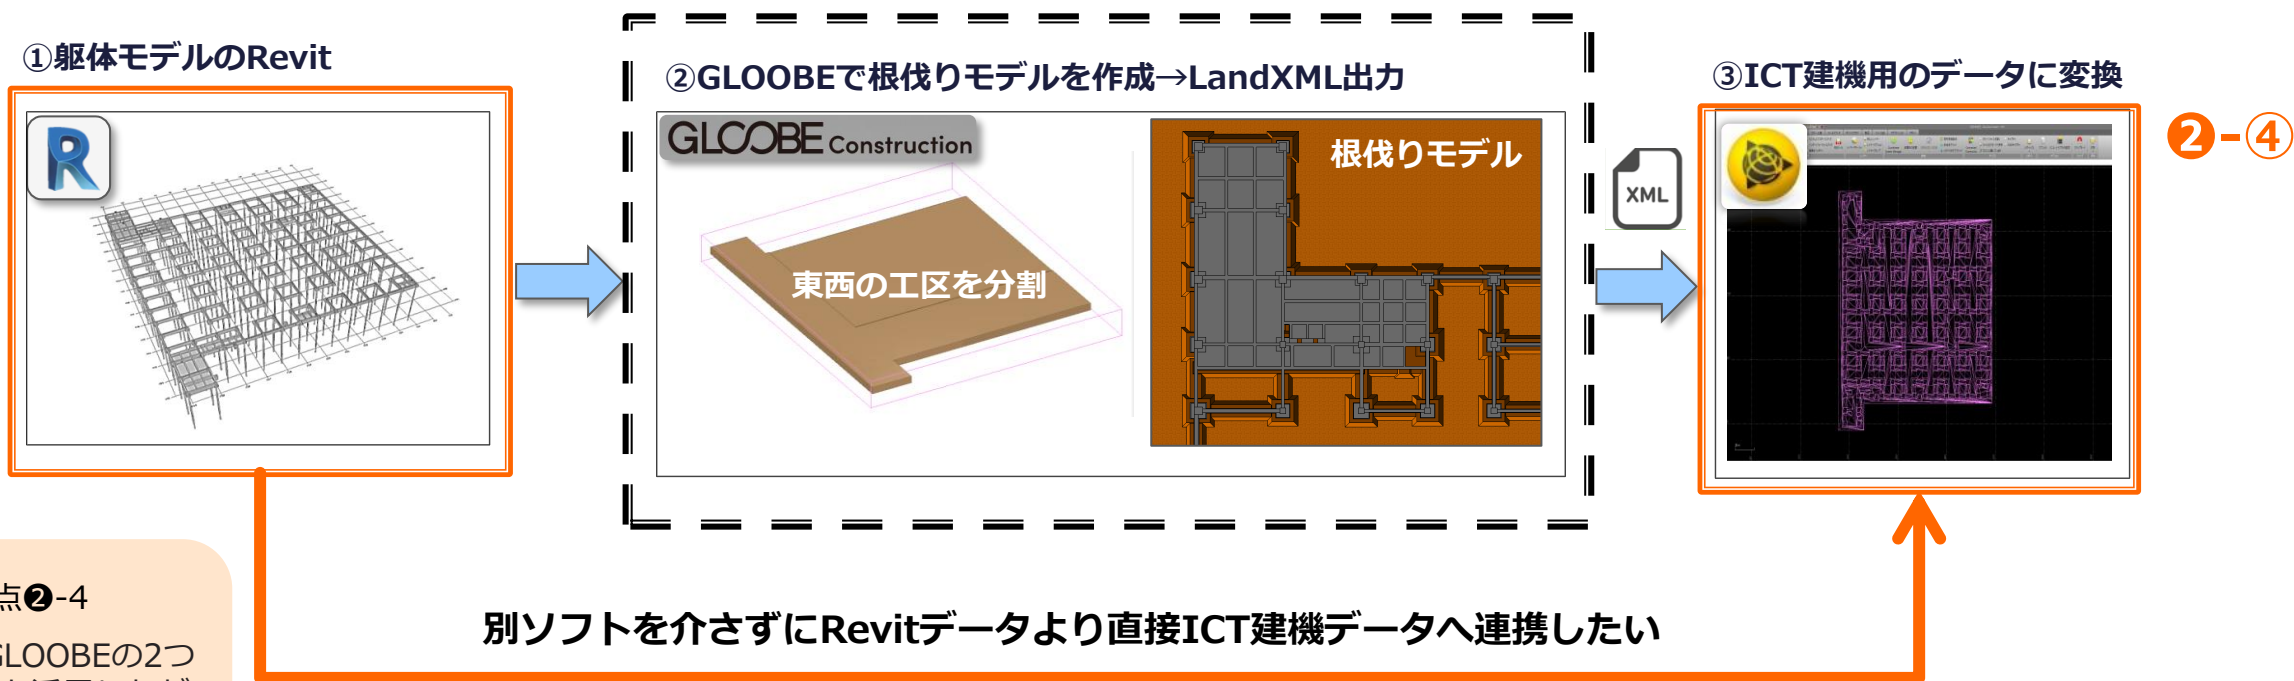 ①躯体モデルのRevit
②GLOOBEで根伐りモデルを作成→LandXML出力
③ICT建機用のデータに変換
❷-④
GLOOBE Construction
根伐りモデル
東西の工区を分割
XML
点❷-4
GLOOBEの2つ
別ソフトを介さずにRevitデータより直接ICT建機データへ連携したい